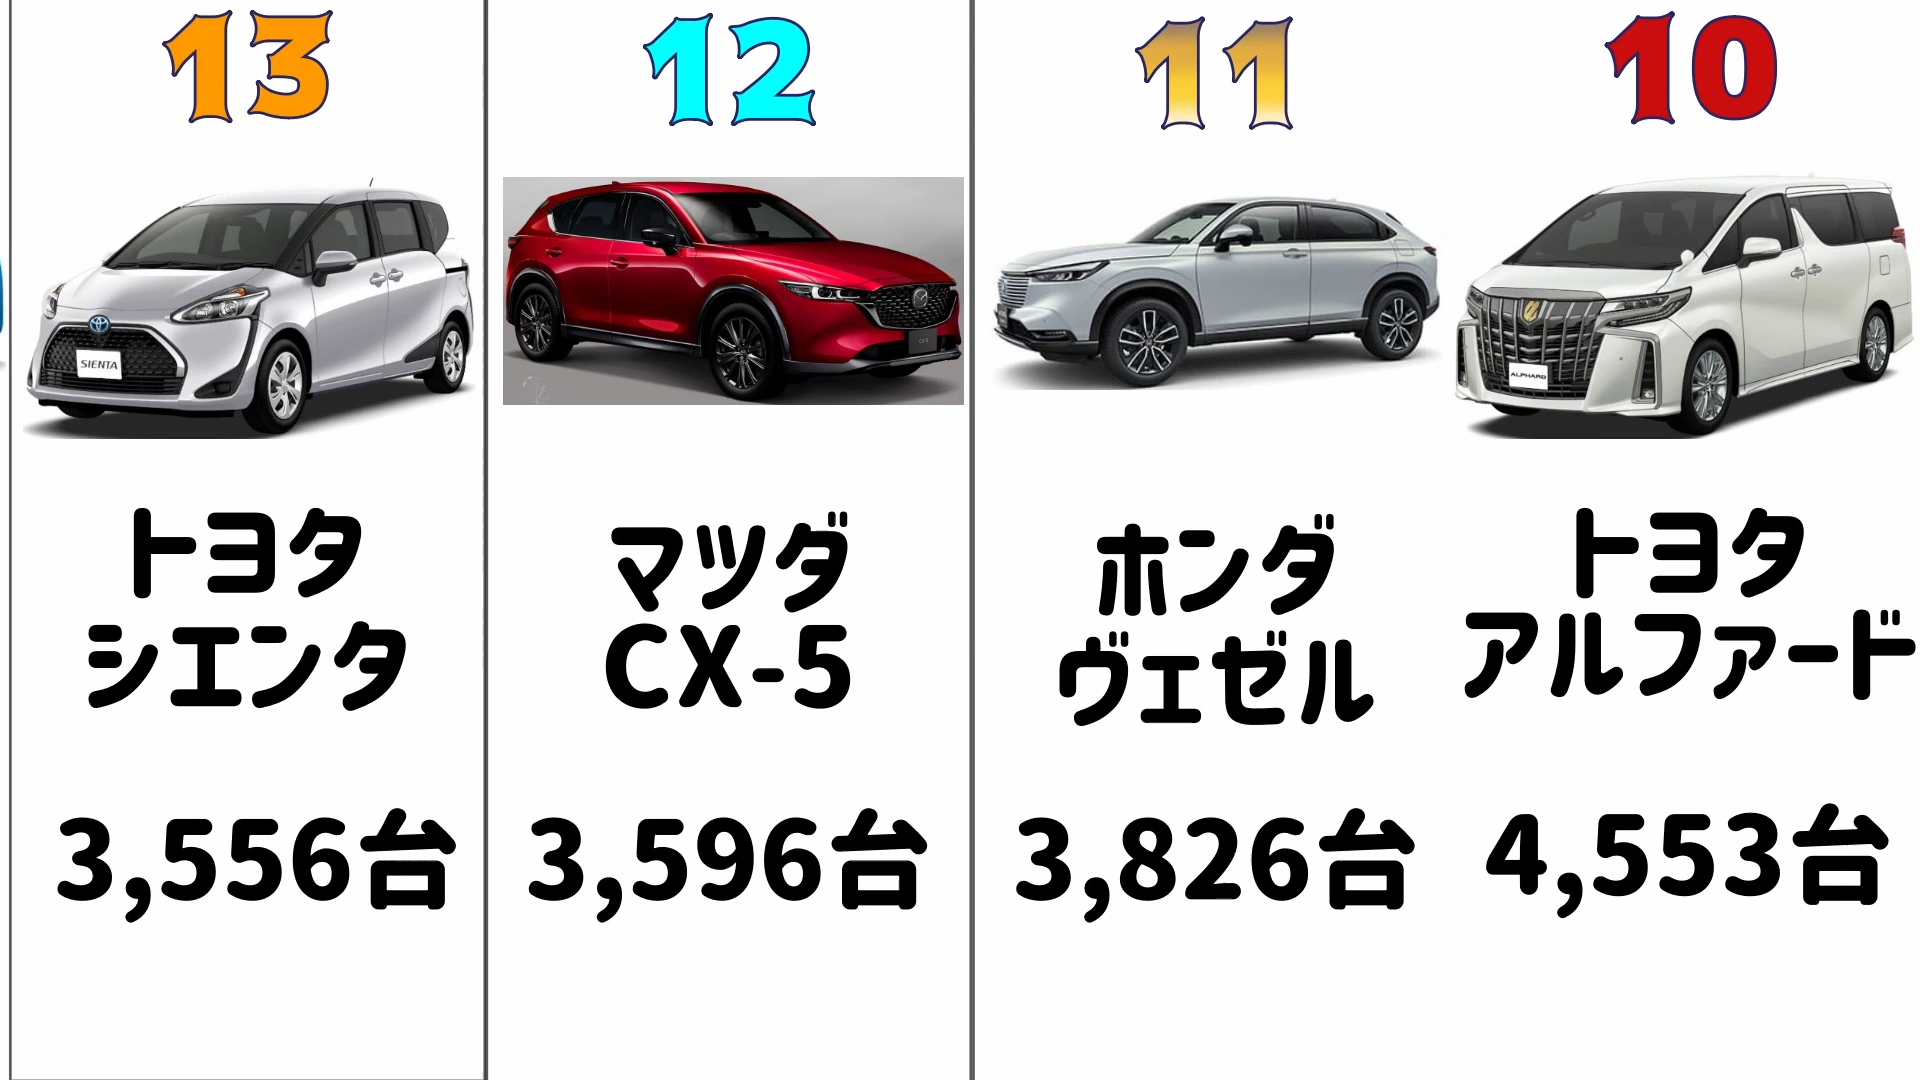 13
SIENTA
トヨタ
シエンタ
3,556台
12
CX-5
マツダ
CX-5
3,596台
11
ホンダ
ヴェゼル
3,826台
10
ALPHARD
トヨタ
アルファード
4,553台